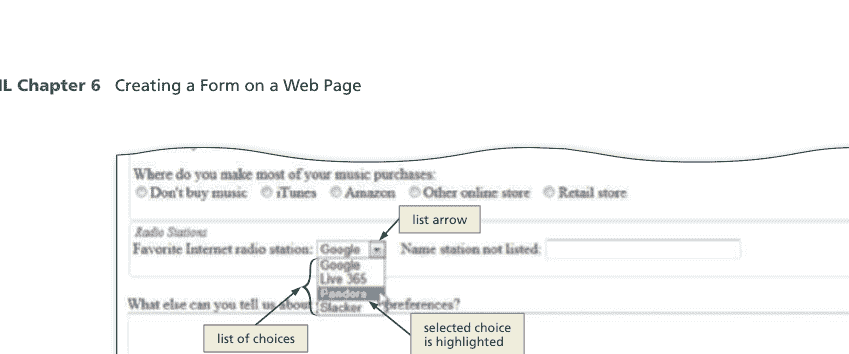 IL Chapter 6 Creating a Form on a Web Page
Where do you make most of your music purchases:
Don't buy music iTunes Amazon Other online store Retail store
list arrow
Radio Stations
Favorite Internet radio station: Google Name station not listed:
Google
Live 365
Pandora
What else can you tell us about preferences?
Slacker
list of choices
selected choice
is highlighted